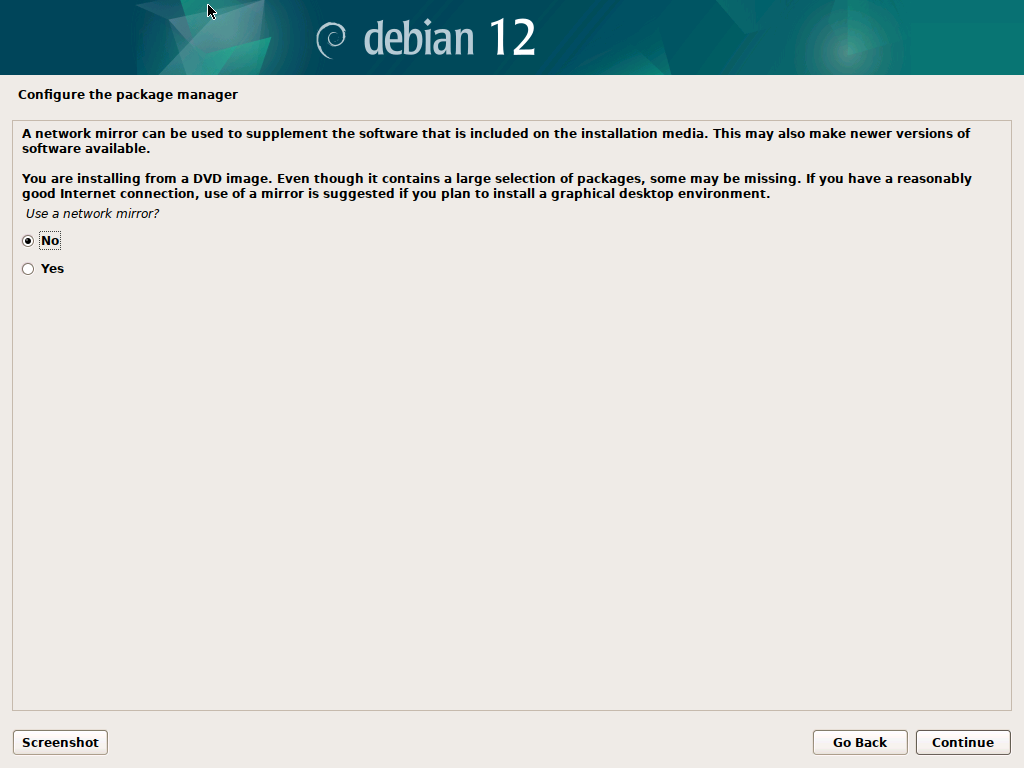 debian 12
Configure the package manager
A network mirror can be used to supplement the software that is included on the installation media. This may also make newer versions of
software available.
You are installing from a DVD image. Even though it contains a large selection of packages, some may be missing. If you have a reasonably
good Internet connection, use of a mirror is suggested if you plan to install a graphical desktop environment.
Use a network mirror?
No
Yes
Screenshot Go Back Continue